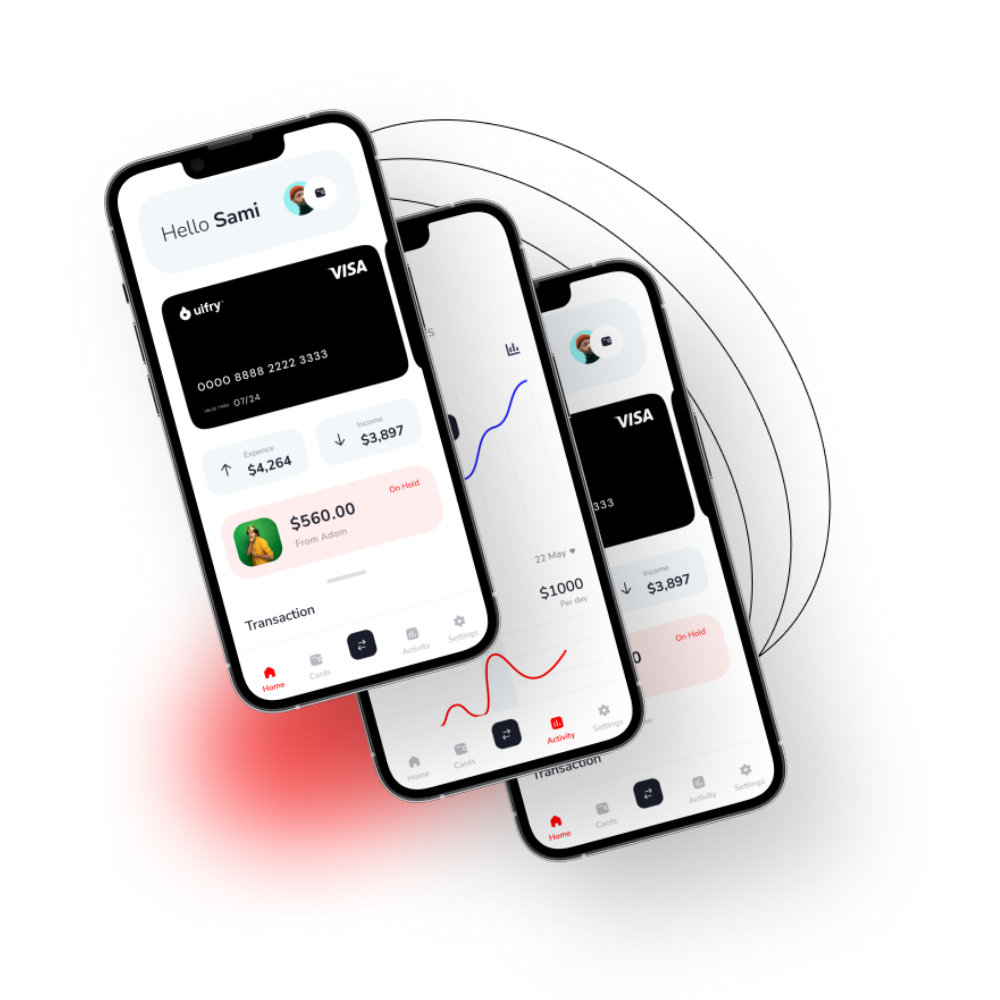 Hello Sami
VISA
ulfry
0000 8888 2222 3333
VALID THRU 07/24
Expence
$4,264
Income
$3,897
On Hold
$560.00
From Adom
Transaction
Home
Cards
Activity
Settings
22 May
$1000
Per day
Home
Cards
Activity
Settings
VISA
333
Income
$3,897
On Hold
0
Transaction
Home
Cards
Activity
Settings